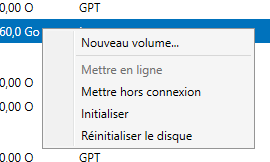 0,00 O GPT
60,0 Go
Nouveau volume...
Mettre en ligne
,00 O
Mettre hors connexion
,00 O
Initialiser
Réinitialiser le disque
0.00 O GPT